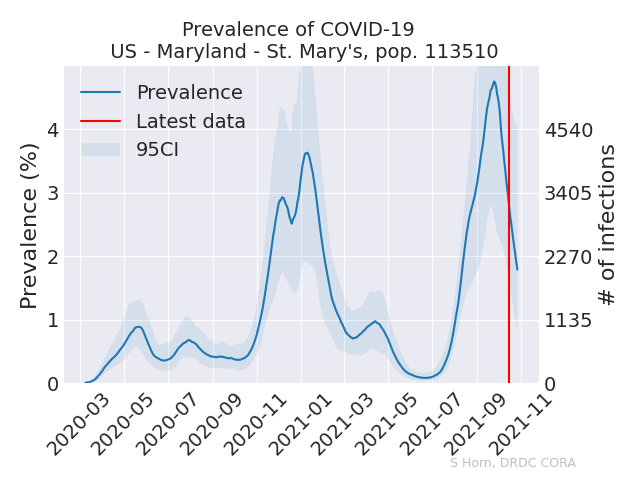 Prevalence of COVID-19
US - Maryland - St. Mary's, pop. 113510
Prevalence
Latest data
95CI
Prevalence (%)
4
3
2
1
0
4540
3405
2270
1135
0
# of infections
2020-03
2020-05
2020-07
2020-09
2020-11
2021-01
2021-03
2021-05
2021-07
2021-09
2021-11
S Horn, DRDC CORA